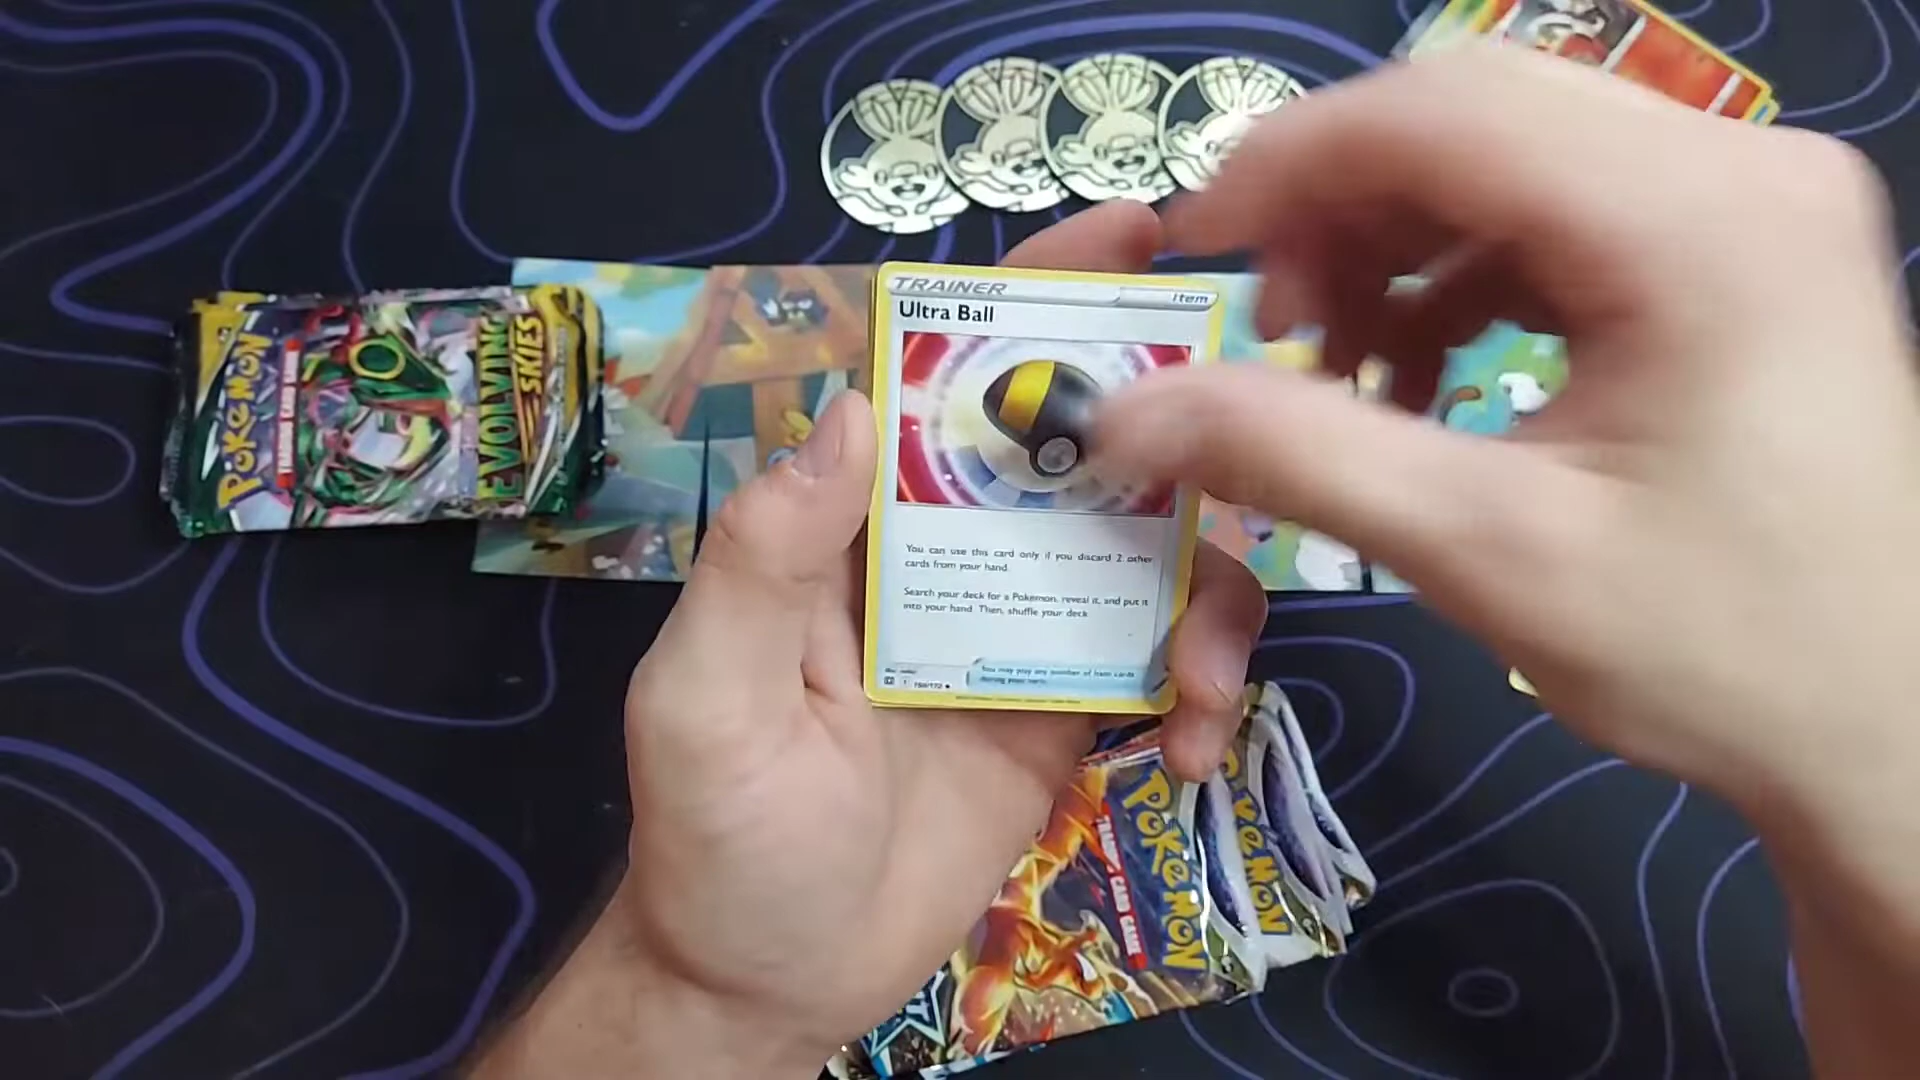 POKéMON
TRADING CARD GAME
EVOLVING
SKIES
TRAINER
Item
Ultra Ball
You can use this card only if you discard 2 other
cards from your hand.
Search your deck for a Pokémon, reveal it, and put it
into your hand. Then, shuffle your deck.
You may play any number of Item cards
during your turn.
150/172
POKéMON
TRADING CARD GAME
POKéMON